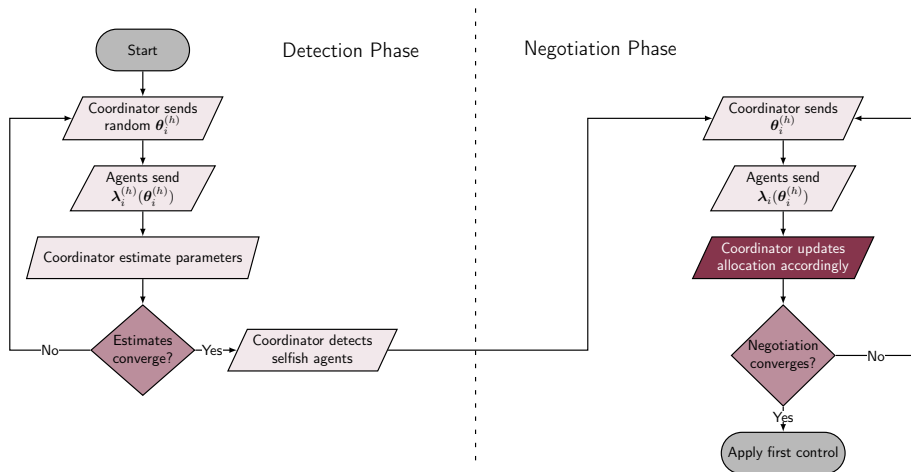 Detection Phase
Start
Coordinator sends
random θ_i^(h)
Agents send
λ_i^(h)(θ_i^(h))
Coordinator estimate parameters
Estimates
converge?
No
Yes
Coordinator detects
selfish agents
Negotiation Phase
Coordinator sends
θ_i^(h)
Agents send
λ_i(θ_i^(h))
Coordinator updates
allocation accordingly
Negotiation
converges?
No
Yes
Apply first control